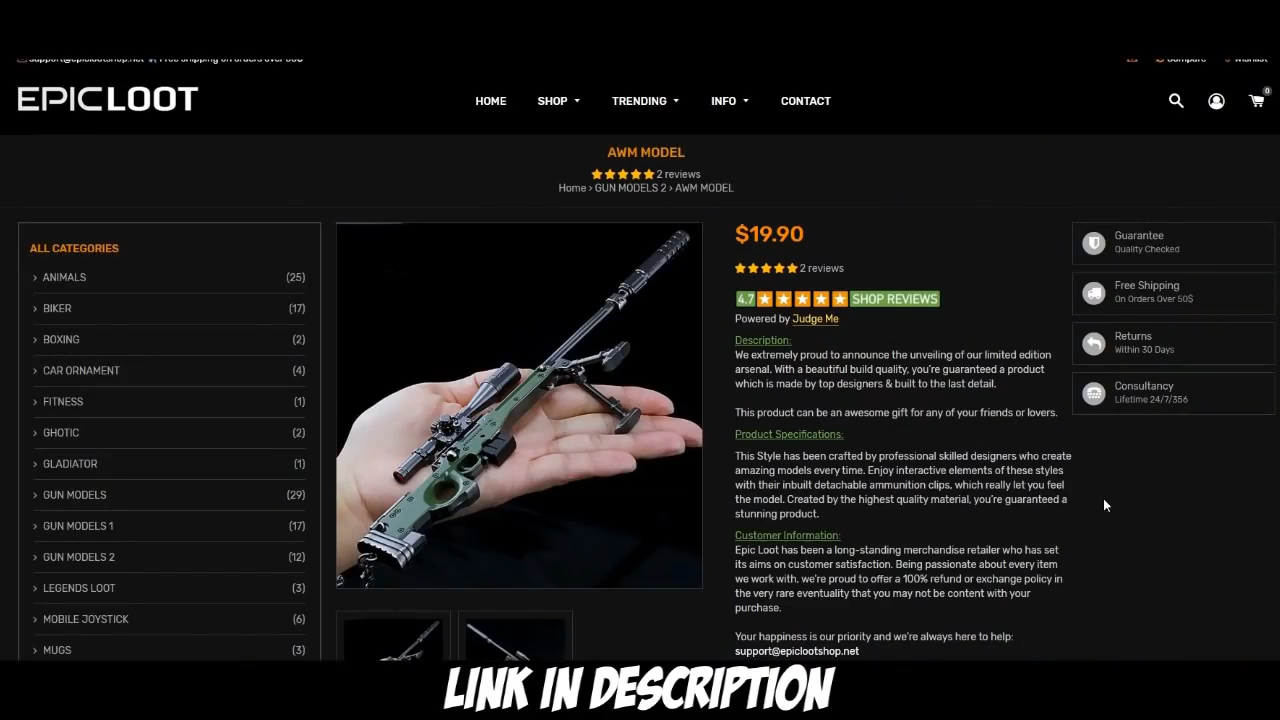 support@epiclootshop.net Free shipping on orders over 50$
Compare
Wishlist
EPICLOOT
HOME
SHOP
TRENDING
INFO
CONTACT
0
AWM MODEL
2 reviews
Home › GUN MODELS 2 › AWM MODEL
ALL CATEGORIES
› ANIMALS (25)
› BIKER (17)
› BOXING (2)
› CAR ORNAMENT (4)
› FITNESS (1)
› GHOTIC (2)
› GLADIATOR (1)
› GUN MODELS (29)
› GUN MODELS 1 (17)
› GUN MODELS 2 (12)
› LEGENDS LOOT (3)
› MOBILE JOYSTICK (6)
› MUGS (3)
$19.90
2 reviews
4.7 SHOP REVIEWS
Powered by Judge Me
Description:
We extremely proud to announce the unveiling of our limited edition
arsenal. With a beautiful build quality, you're guaranteed a product
which is made by top designers & built to the last detail.
This product can be an awesome gift for any of your friends or lovers.
Product Specifications:
This Style has been crafted by professional skilled designers who create
amazing models every time. Enjoy interactive elements of these styles
with their inbuilt detachable ammunition clips, which really let you feel
the model. Created by the highest quality material, you're guaranteed a
stunning product.
Customer Information:
Epic Loot has been a long-standing merchandise retailer who has set
its aims on customer satisfaction. Being passionate about every item
we work with, we're proud to offer a 100% refund or exchange policy in
the very rare eventuality that you may not be content with your
purchase.
Your happiness is our priority and we're always here to help:
support@epiclootshop.net
Guarantee
Quality Checked
Free Shipping
On Orders Over 50$
Returns
Within 30 Days
Consultancy
Lifetime 24/7/356
LINK IN DESCRIPTION